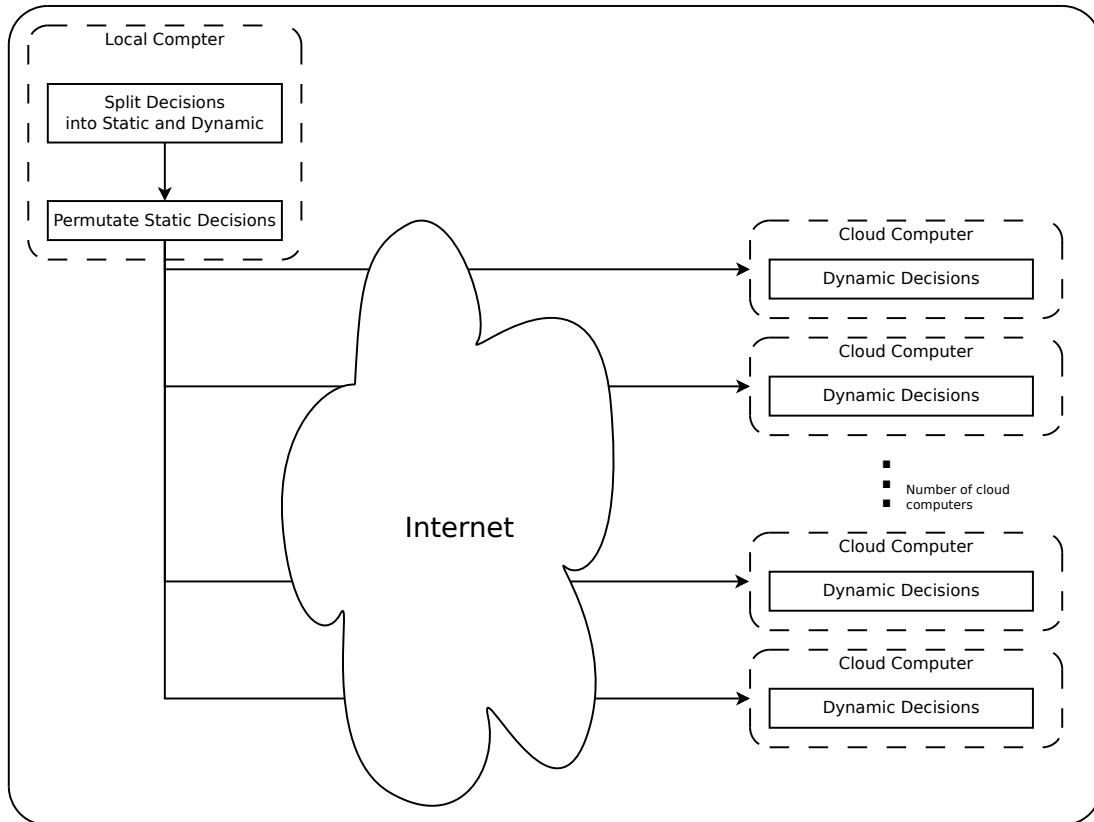 Local Compter
Split Decisions
into Static and Dynamic
Permutate Static Decisions
Internet
Cloud Computer
Dynamic Decisions
Cloud Computer
Dynamic Decisions
Number of cloud
computers
Cloud Computer
Dynamic Decisions
Cloud Computer
Dynamic Decisions